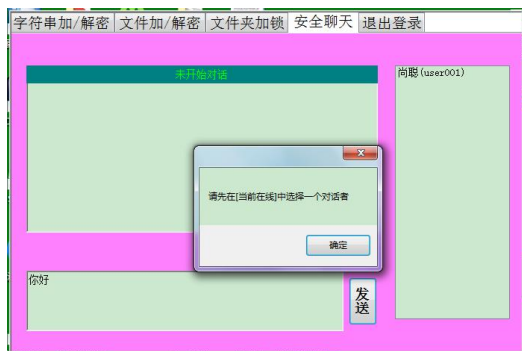 字符串加/解密 文件加/解密 文件夹加锁 安全聊天 退出登录
未开始对话
尚聪(user001)
请先在[当前在线]中选择一个对话者
确定
你好
发送